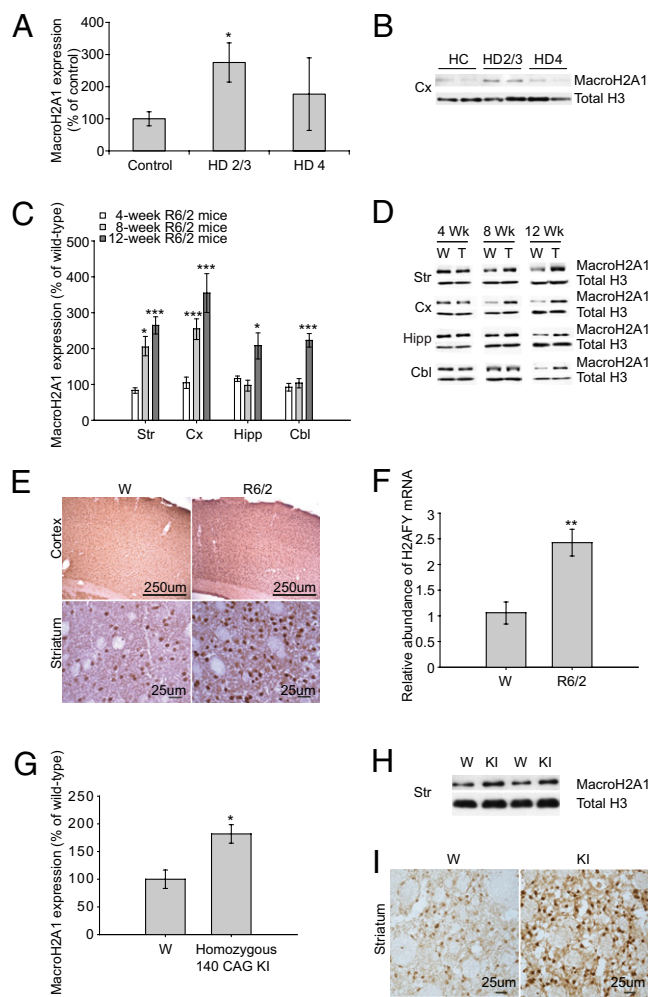 A
MacroH2A1 expression
(% of control)
400
300
200
100
0
*
Control HD 2/3 HD 4
B
HC HD2/3 HD4
Cx
MacroH2A1
Total H3
C
4-week R6/2 mice
8-week R6/2 mice
12-week R6/2 mice
MacroH2A1 expression (% of wild-type)
500
400
300
200
100
0
* *** *** *** * ***
Str Cx Hipp Cbl
D
4 Wk 8 Wk 12 Wk
W T W T W T
Str MacroH2A1
Total H3
Cx MacroH2A1
Total H3
Hipp MacroH2A1
Total H3
Cbl MacroH2A1
Total H3
E
W R6/2
Cortex
250um 250um
Striatum
25um 25um
F
Relative abundance of H2AFY mRNA
3
2.5
2
1.5
1
0.5
0
**
W R6/2
G
MacroH2A1 expression (% of wild-type)
250
200
150
100
50
0
*
W Homozygous
140 CAG KI
H
W KI W KI
Str
MacroH2A1
Total H3
I
W KI
Striatum
25um 25um